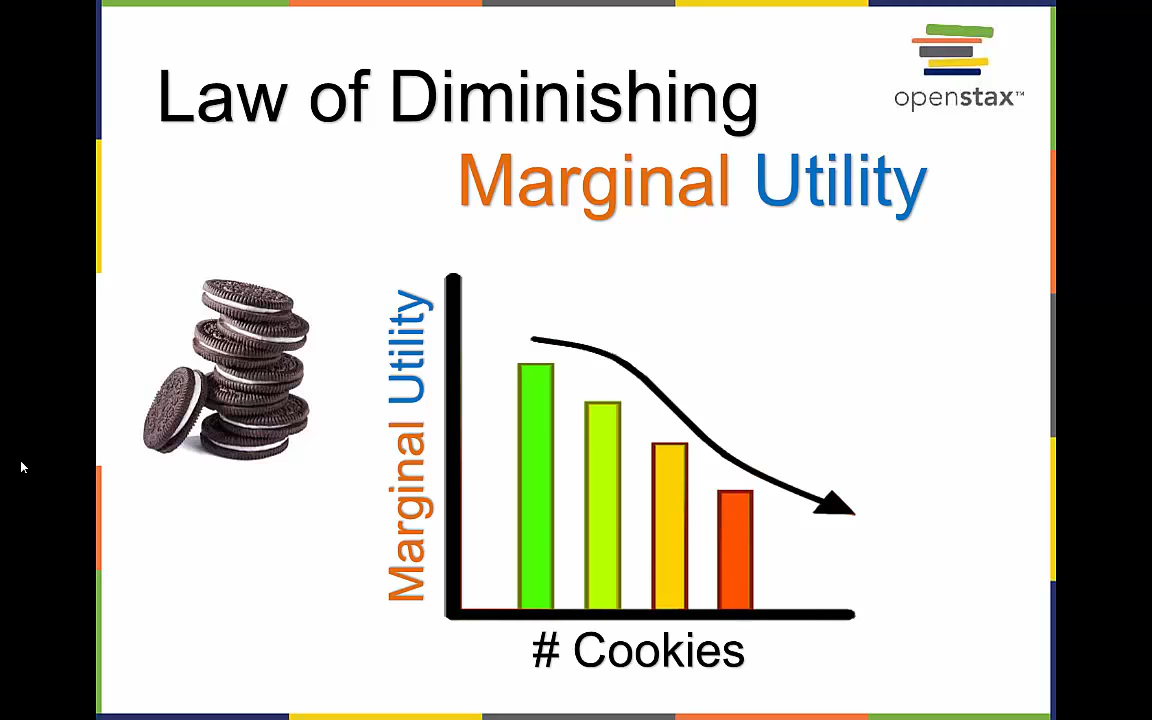 Law of Diminishing
Marginal Utility
openstax™
Marginal Utility
# Cookies